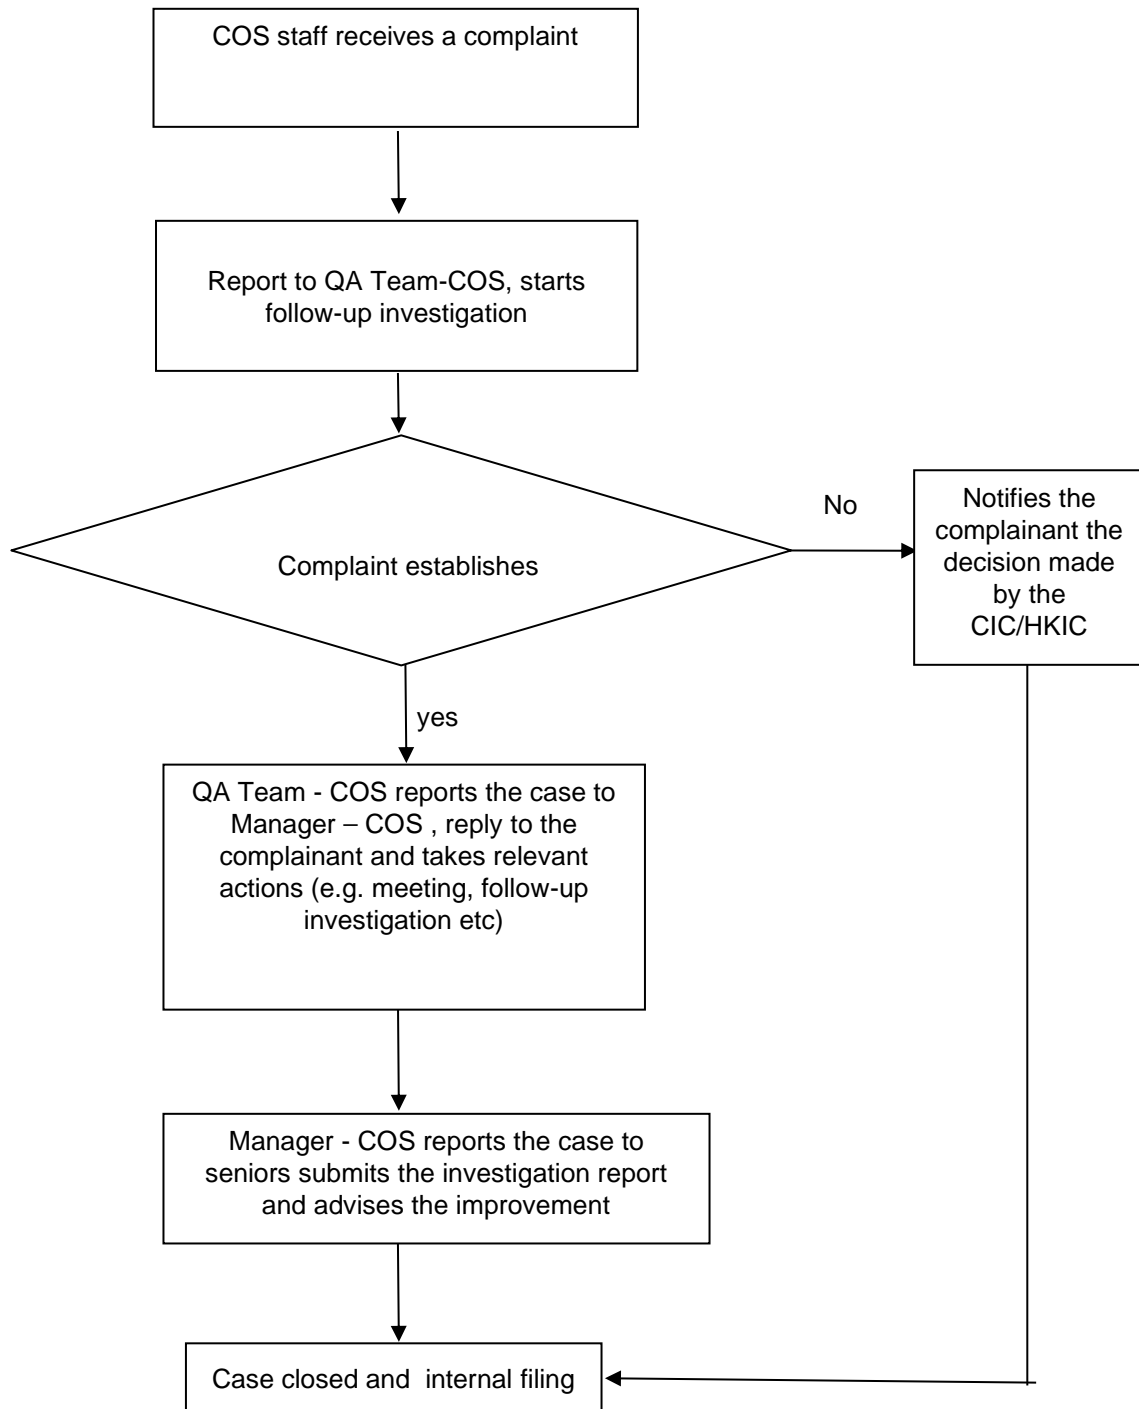 COS staff receives a complaint
Report to QA Team-COS, starts
follow-up investigation
Complaint establishes
No
Notifies the
complainant the
decision made
by the
CIC/HKIC
yes
QA Team - COS reports the case to
Manager – COS , reply to the
complainant and takes relevant
actions (e.g. meeting, follow-up
investigation etc)
Manager - COS reports the case to
seniors submits the investigation report
and advises the improvement
Case closed and  internal filing